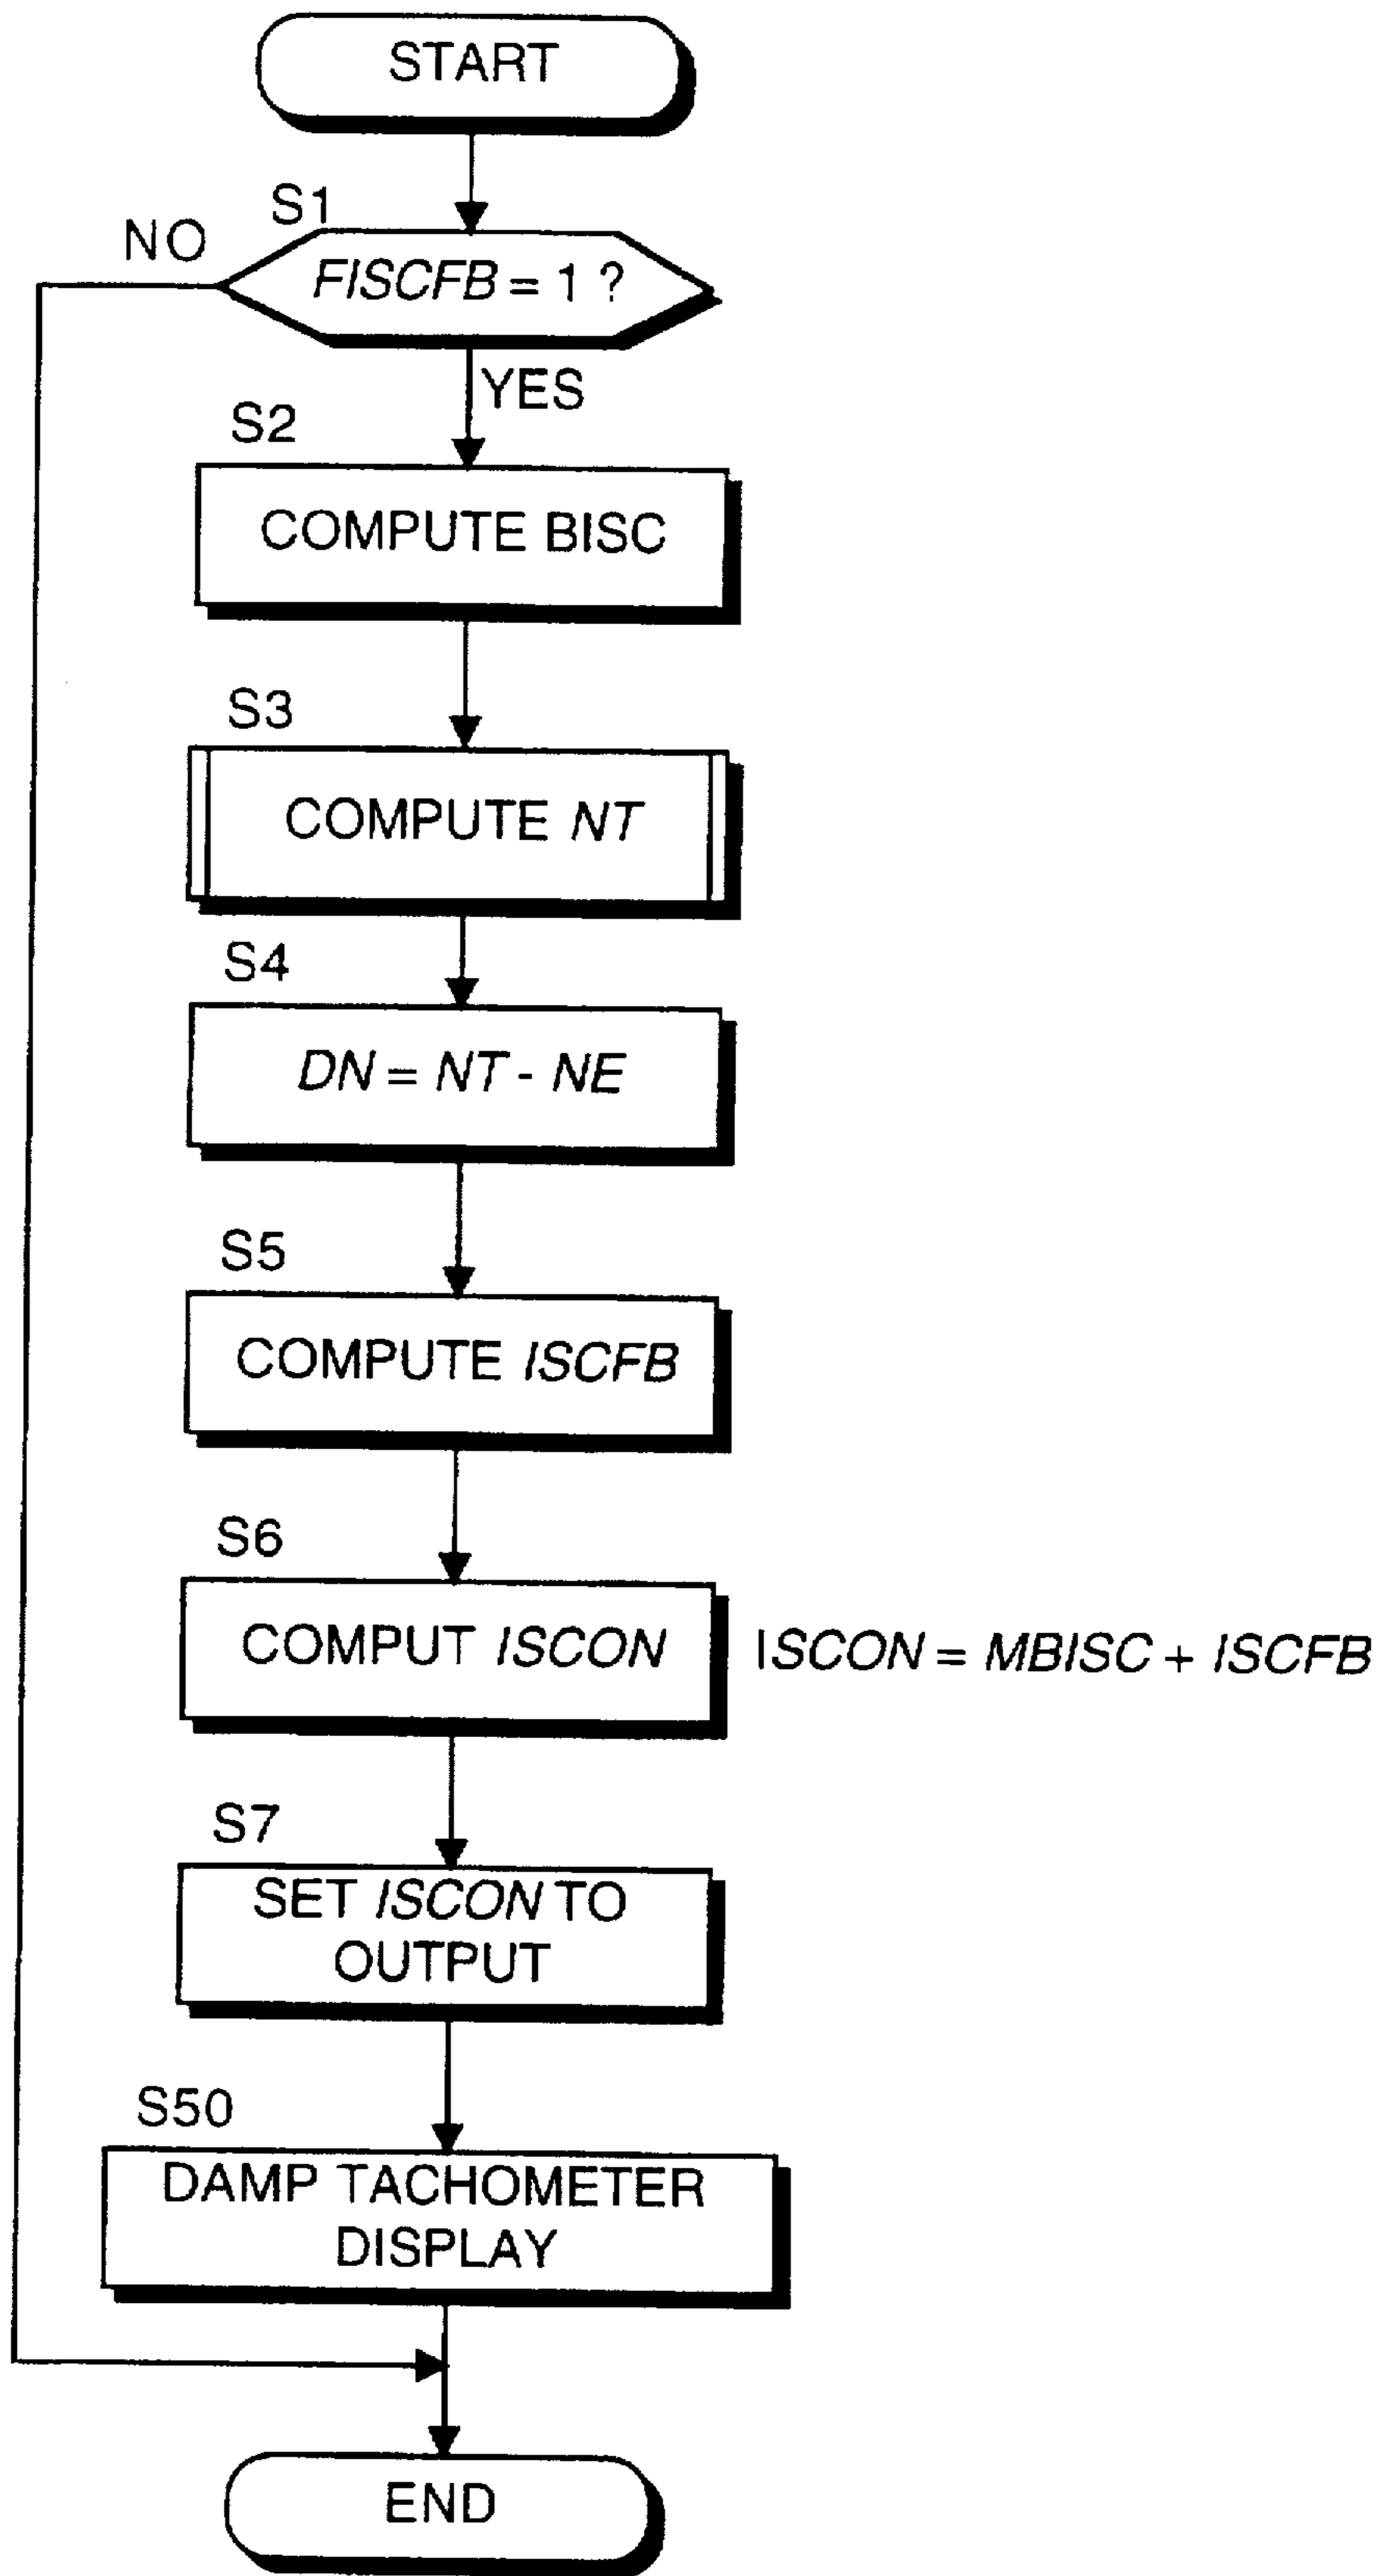 START
S1
NO
FISCFB = 1 ?
YES
S2
COMPUTE BISC
S3
COMPUTE NT
S4
DN = NT - NE
S5
COMPUTE ISCFB
S6
COMPUT ISCON
ISCON = MBISC + ISCFB
S7
SET ISCON TO
OUTPUT
S50
DAMP TACHOMETER
DISPLAY
END